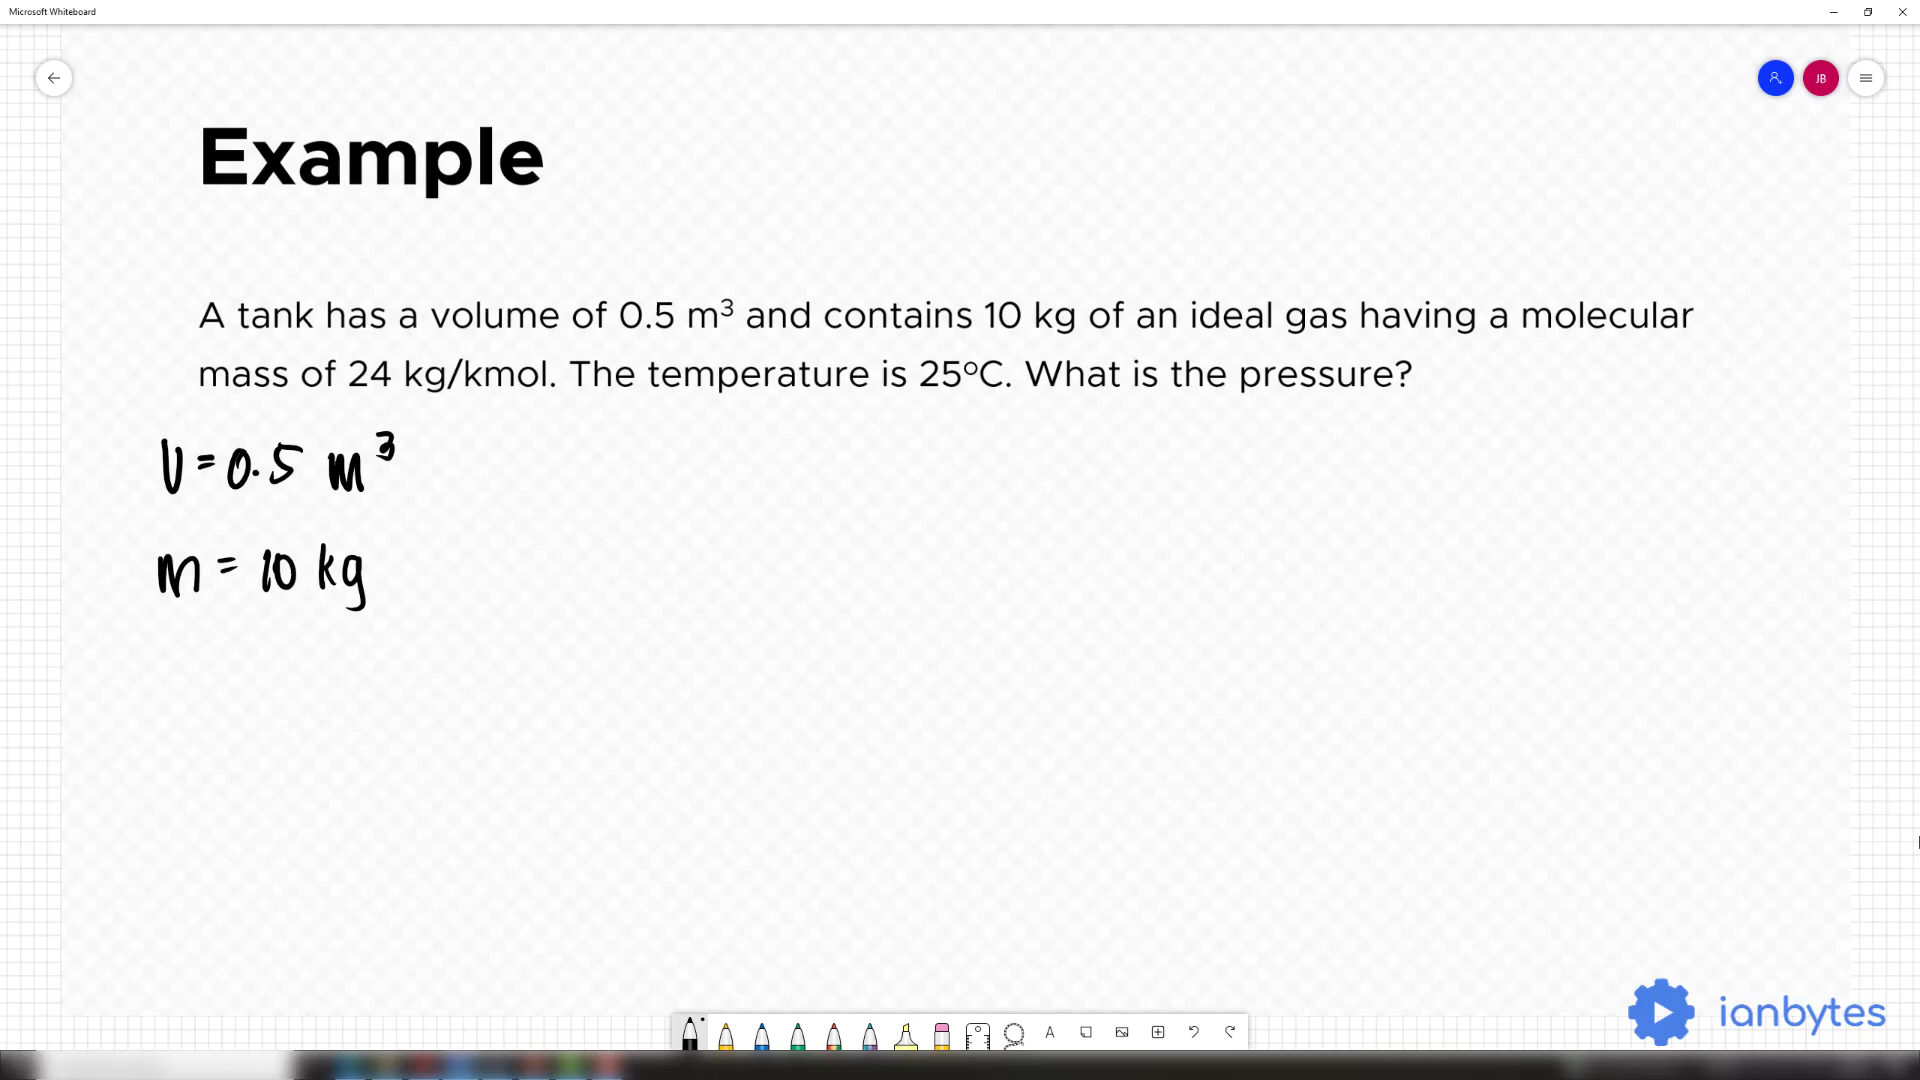 Microsoft Whiteboard
JB
Example
A tank has a volume of 0.5 m³ and contains 10 kg of an ideal gas having a molecular
mass of 24 kg/kmol. The temperature is 25ºC. What is the pressure?
V = 0.5 m³
m = 10 kg
A
ianbytes